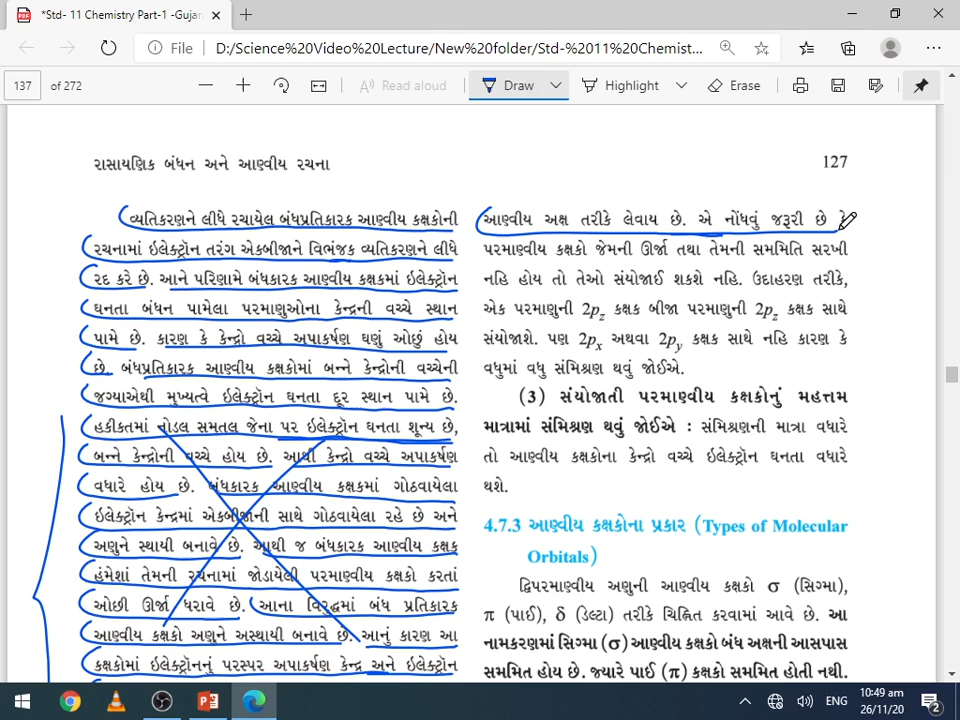 *Std- 11 Chemistry Part-1 -Gujar
File
D:/Science%20Video%20Lecture/New%20folder/Std-%2011%20Chemist...
137 of 272
Read aloud
Draw
Highlight
Erase
રાસાયણિક બંધન અને આણ્વીય રચના
127
વ્યતિકરણને લીધે રચાયેલ બંધપ્રતિકારક આણ્વીય કક્ષકોની
રચનામાં ઇલેક્ટ્રૉન તરંગ એકબીજાને વિભંજક વ્યતિકરણને લીધે
રદ કરે છે. આને પરિણામે બંધકારક આણ્વીય કક્ષકમાં ઇલેક્ટ્રૉન
ઘનતા બંધન પામેલા પરમાણુઓના કેન્દ્રની વચ્ચે સ્થાન
પામે છે. કારણ કે કેન્દ્રો વચ્ચે અપાકર્ષણ ઘણું ઓછું હોય
છે. બંધપ્રતિકારક આણ્વીય કક્ષકોમાં બન્ને કેન્દ્રોની વચ્ચેની
જગ્યાએથી મુખ્યત્વે ઇલેક્ટ્રૉન ઘનતા દૂર સ્થાન પામે છે.
હકીકતમાં નોડલ સમતલ જેના પર ઇલેક્ટ્રૉન ઘનતા શૂન્ય છે,
બન્ને કેન્દ્રોની વચ્ચે હોય છે. આથી કેન્દ્રો વચ્ચે અપાકર્ષણ
વધારે હોય છે. બંધકારક આણ્વીય કક્ષકમાં ગોઠવાયેલા
ઇલેક્ટ્રૉન કેન્દ્રમાં એકબીજાની સાથે ગોઠવાયેલા રહે છે અને
અણુને સ્થાયી બનાવે છે. આથી જ બંધકારક આણ્વીય કક્ષક
હંમેશાં તેમની રચનામાં જોડાયેલી પરમાણ્વીય કક્ષકો કરતાં
ઓછી ઊર્જા ધરાવે છે. આના વિરુદ્ધમાં બંધ પ્રતિકારક
આણ્વીય કક્ષકો અણુને અસ્થાયી બનાવે છે. આનું કારણ આ
કક્ષકોમાં ઇલેક્ટ્રૉનનું પરસ્પર અપાકર્ષણ કેન્દ્ર અને ઇલેક્ટ્રૉન
આણ્વીય અક્ષ તરીકે લેવાય છે. એ નોંધવું જરૂરી છે કે
પરમાણ્વીય કક્ષકો જેમની ઊર્જા તથા તેમની સમમિતિ સરખી
નહિ હોય તો તેઓ સંયોજાઈ શકશે નહિ. ઉદાહરણ તરીકે,
એક પરમાણુની 2p_z કક્ષક બીજા પરમાણુની 2p_z કક્ષક સાથે
સંયોજાશે. પણ 2p_x અથવા 2p_y કક્ષક સાથે નહિ કારણ કે
વધુમાં વધુ સંમિશ્રણ થવું જોઈએ.
(3) સંયોજાતી પરમાણ્વીય કક્ષકોનું મહત્તમ
માત્રામાં સંમિશ્રણ થવું જોઈએ : સંમિશ્રણની માત્રા વધારે
તો આણ્વીય કક્ષકોના કેન્દ્રો વચ્ચે ઇલેક્ટ્રૉન ઘનતા વધારે
થશે.
4.7.3 આણ્વીય કક્ષકોના પ્રકાર (Types of Molecular
Orbitals)
દ્વિપરમાણ્વીય અણુની આણ્વીય કક્ષકો σ (સિગ્મા),
π (પાઈ), δ (ડેલ્ટા) તરીકે ચિહ્નિત કરવામાં આવે છે. આ
નામકરણમાં સિગ્મા (σ) આણ્વીય કક્ષકો બંધ અક્ષની આસપાસ
સમમિત હોય છે. જ્યારે પાઈ (π) કક્ષકો સમમિત હોતી નથી.
ENG
10:49 am
26/11/20
2